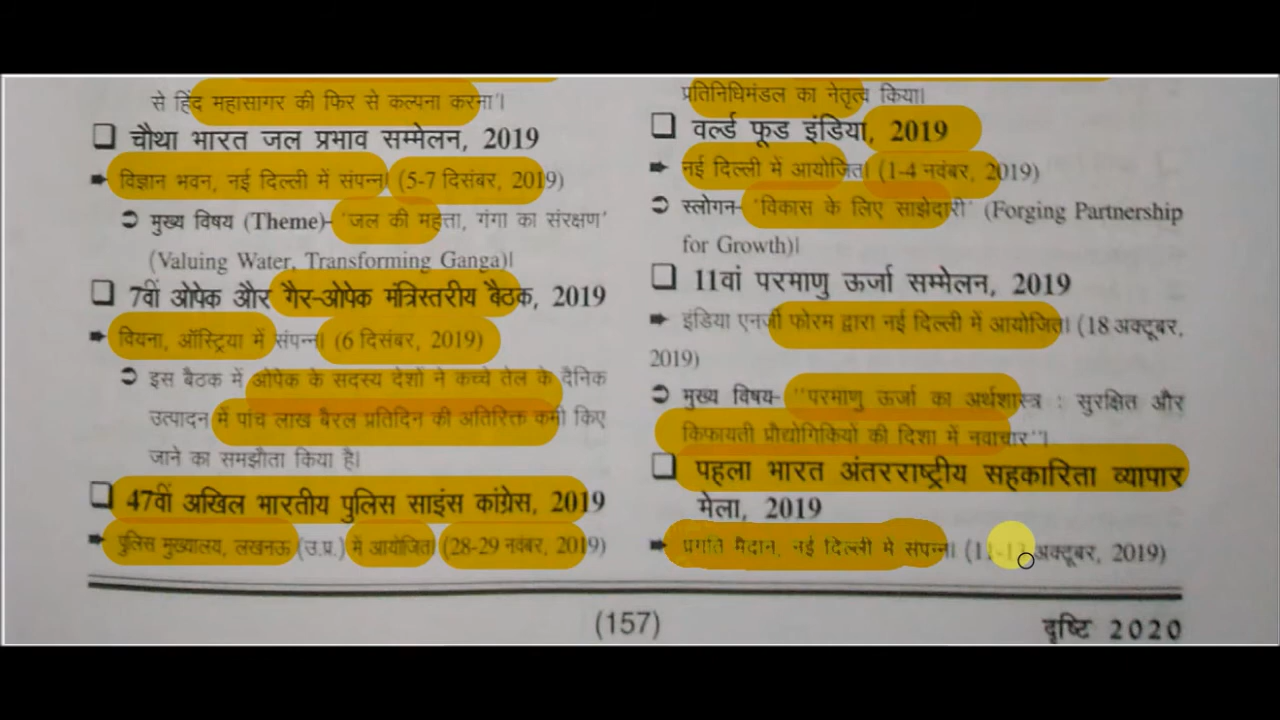 से हिंद महासागर की फिर से कल्पना करना'।
❑ चौथा भारत जल प्रभाव सम्मेलन, 2019
➨ विज्ञान भवन, नई दिल्ली में संपन्न। (5-7 दिसंबर, 2019)
➲ मुख्य विषय (Theme)- 'जल की महत्ता, गंगा का संरक्षण'
(Valuing Water, Transforming Ganga)।
❑ 7वीं ओपेक और गैर-ओपेक मंत्रिस्तरीय बैठक, 2019
➨ वियना, ऑस्ट्रिया में संपन्न। (6 दिसंबर, 2019)
➲ इस बैठक में ओपेक के सदस्य देशों ने कच्चे तेल के दैनिक
उत्पादन में पांच लाख बैरल प्रतिदिन की अतिरिक्त कमी किए
जाने का समझौता किया है।
❑ 47वीं अखिल भारतीय पुलिस साइंस कांग्रेस, 2019
➨ पुलिस मुख्यालय, लखनऊ (उ.प्र.) में आयोजित। (28-29 नवंबर, 2019)
प्रतिनिधिमंडल का नेतृत्व किया।
❑ वर्ल्ड फूड इंडिया, 2019
➨ नई दिल्ली में आयोजित। (1-4 नवंबर, 2019)
➲ स्लोगन- 'विकास के लिए साझेदारी' (Forging Partnership
for Growth)।
❑ 11वां परमाणु ऊर्जा सम्मेलन, 2019
➨ इंडिया एनर्जी फोरम द्वारा नई दिल्ली में आयोजित। (18 अक्टूबर,
2019)
➲ मुख्य विषय- ''परमाणु ऊर्जा का अर्थशास्त्र : सुरक्षित और
किफायती प्रौद्योगिकियों की दिशा में नवाचार''।
❑ पहला भारत अंतरराष्ट्रीय सहकारिता व्यापार
मेला, 2019
➨ प्रगति मैदान, नई दिल्ली में संपन्न। अक्टूबर, 2019)
(157)
दृष्टि 2020